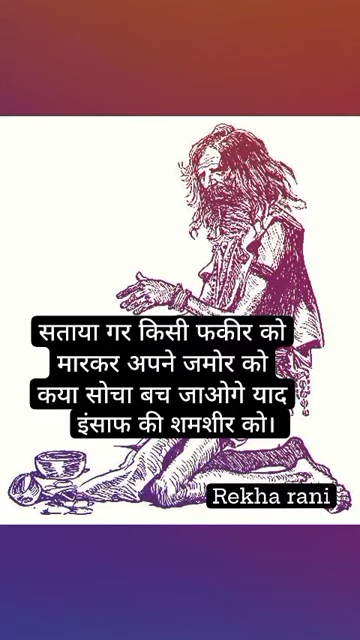 सताया गर किसी फकीर को
मारकर अपने जमोर को
कया सोचा बच जाओगे याद
इंसाफ की शमशीर को।
Rekha rani